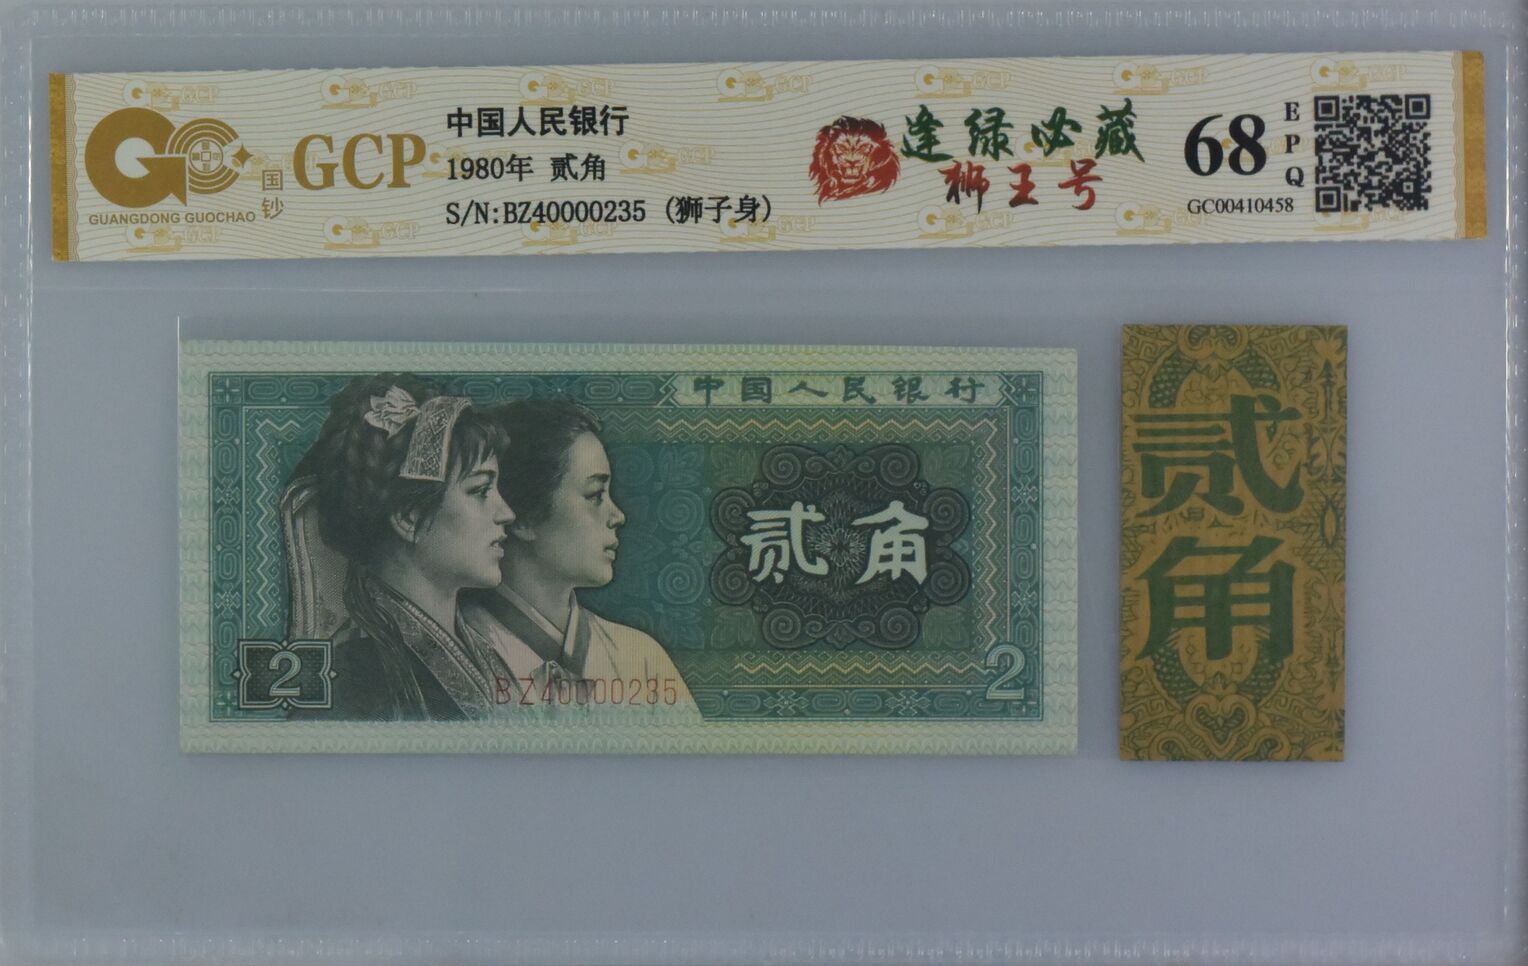 GCP
国钞
GUANGDONG GUOCHAO
中国人民银行
1980年 贰角
S/N:BZ40000235 (狮子身)
逢绿必藏
狮王号
68
EPQ
GC00410458
中国人民银行
贰角
2
2
BZ40000235
贰角